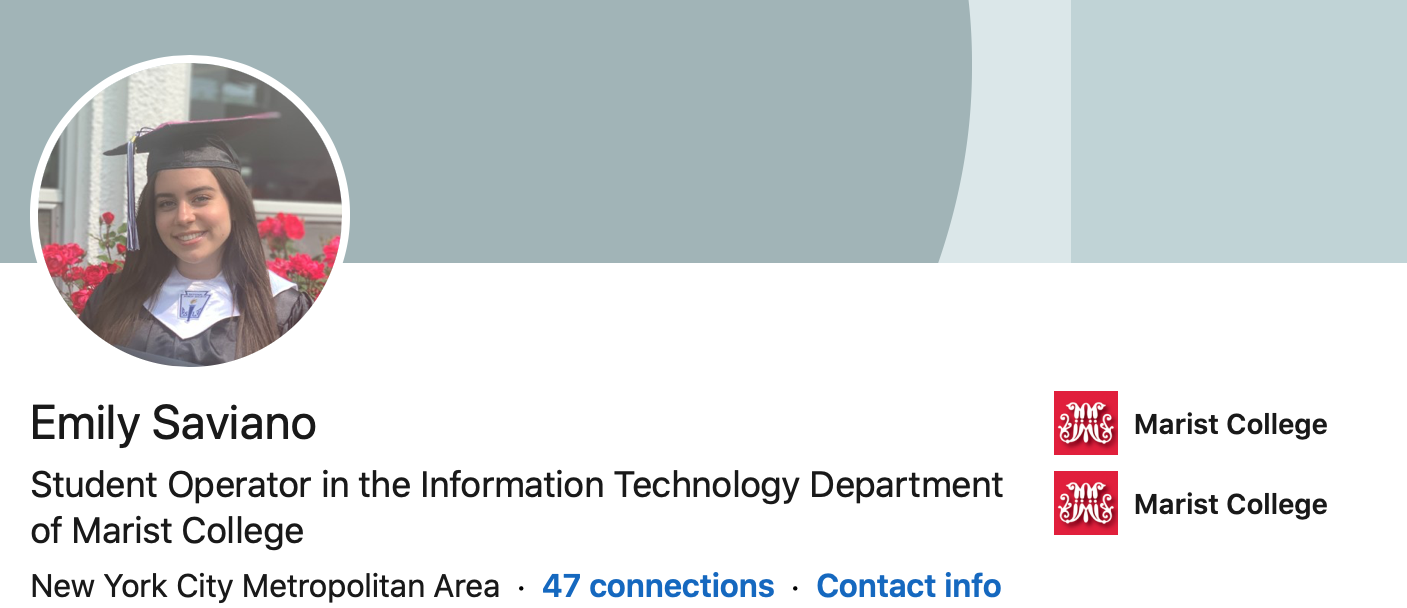 Emily Saviano
Student Operator in the Information Technology Department
of Marist College
New York City Metropolitan Area · 47 connections · Contact info
Marist College
Marist College